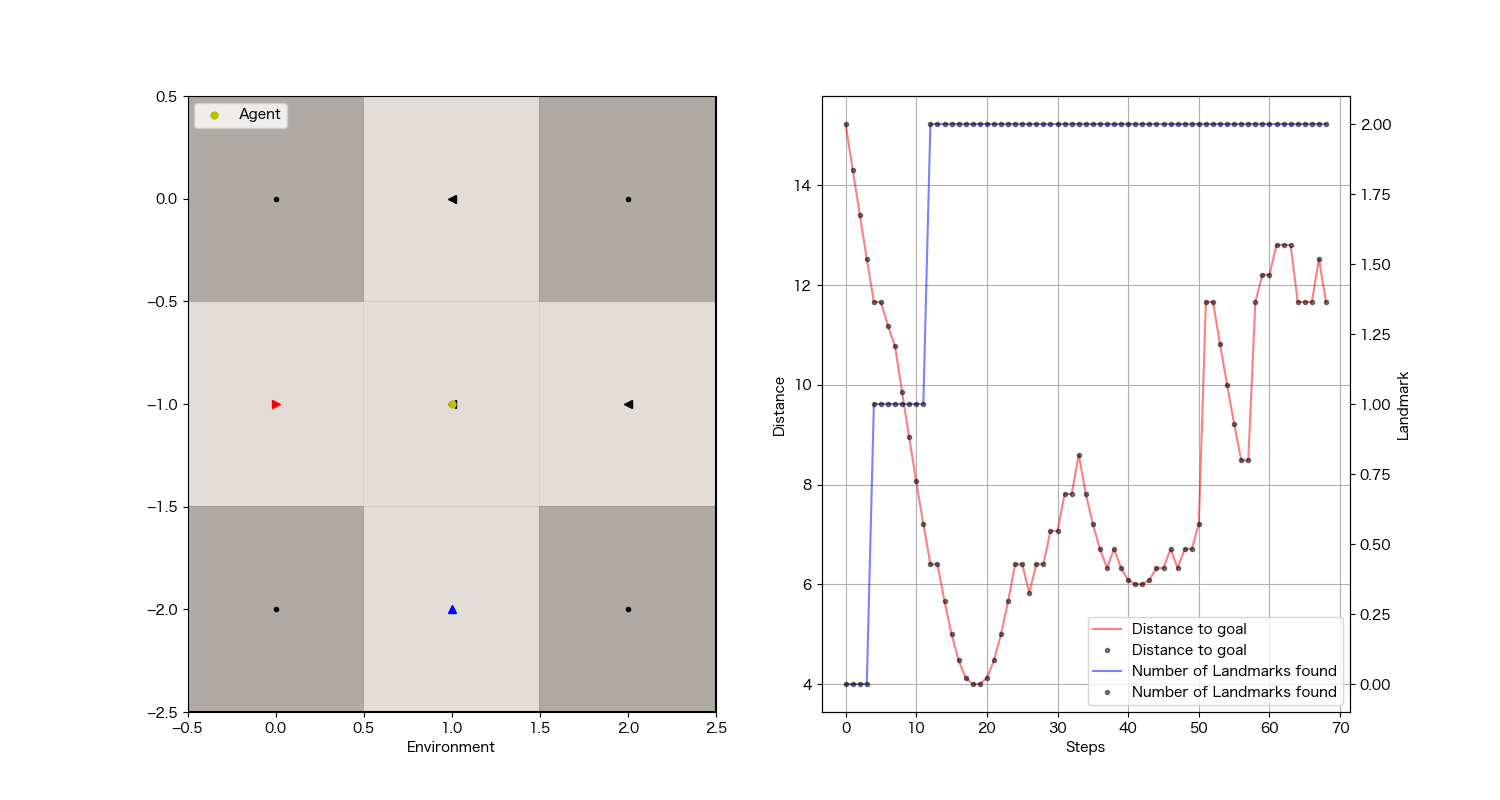 Agent
0.5
0.0
−0.5
−1.0
−1.5
−2.0
−2.5
−0.5 0.0 0.5 1.0 1.5 2.0 2.5
Environment
14
12
10
8
6
4
Distance
0 10 20 30 40 50 60 70
Steps
2.00
1.75
1.50
1.25
1.00
0.75
0.50
0.25
0.00
Landmark
Distance to goal
Distance to goal
Number of Landmarks found
Number of Landmarks found